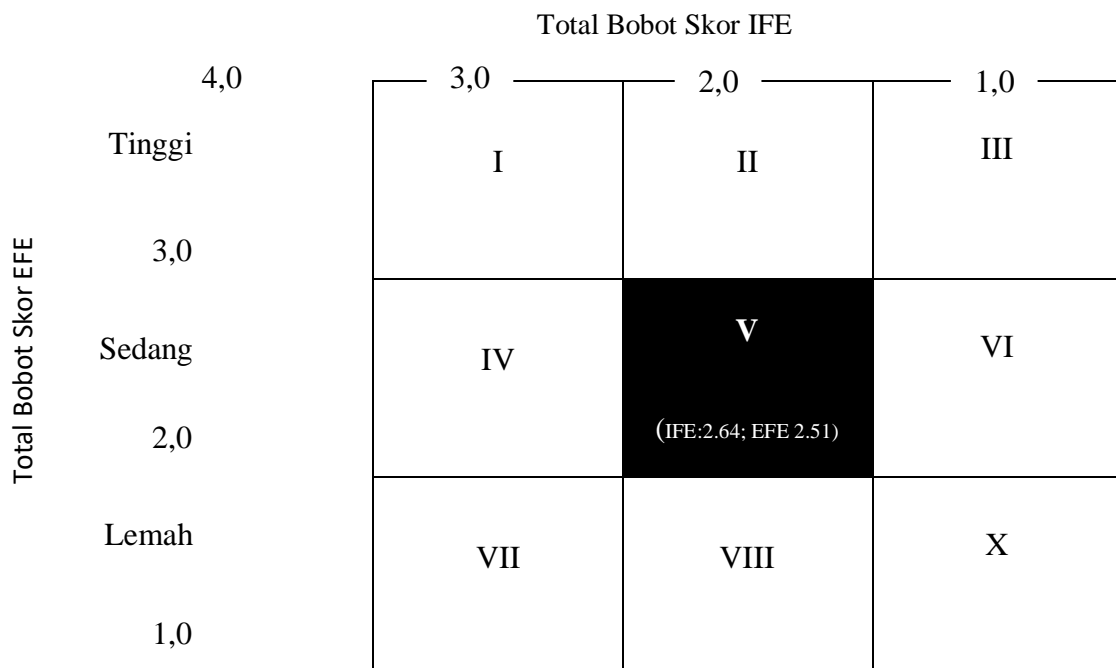 Total Bobot Skor IFE
4,0 3,0 2,0 1,0
Tinggi
I II III
3,0
Total Bobot Skor EFE
Sedang
IV V VI
2,0
(IFE:2.64; EFE 2.51)
Lemah
VII VIII X
1,0